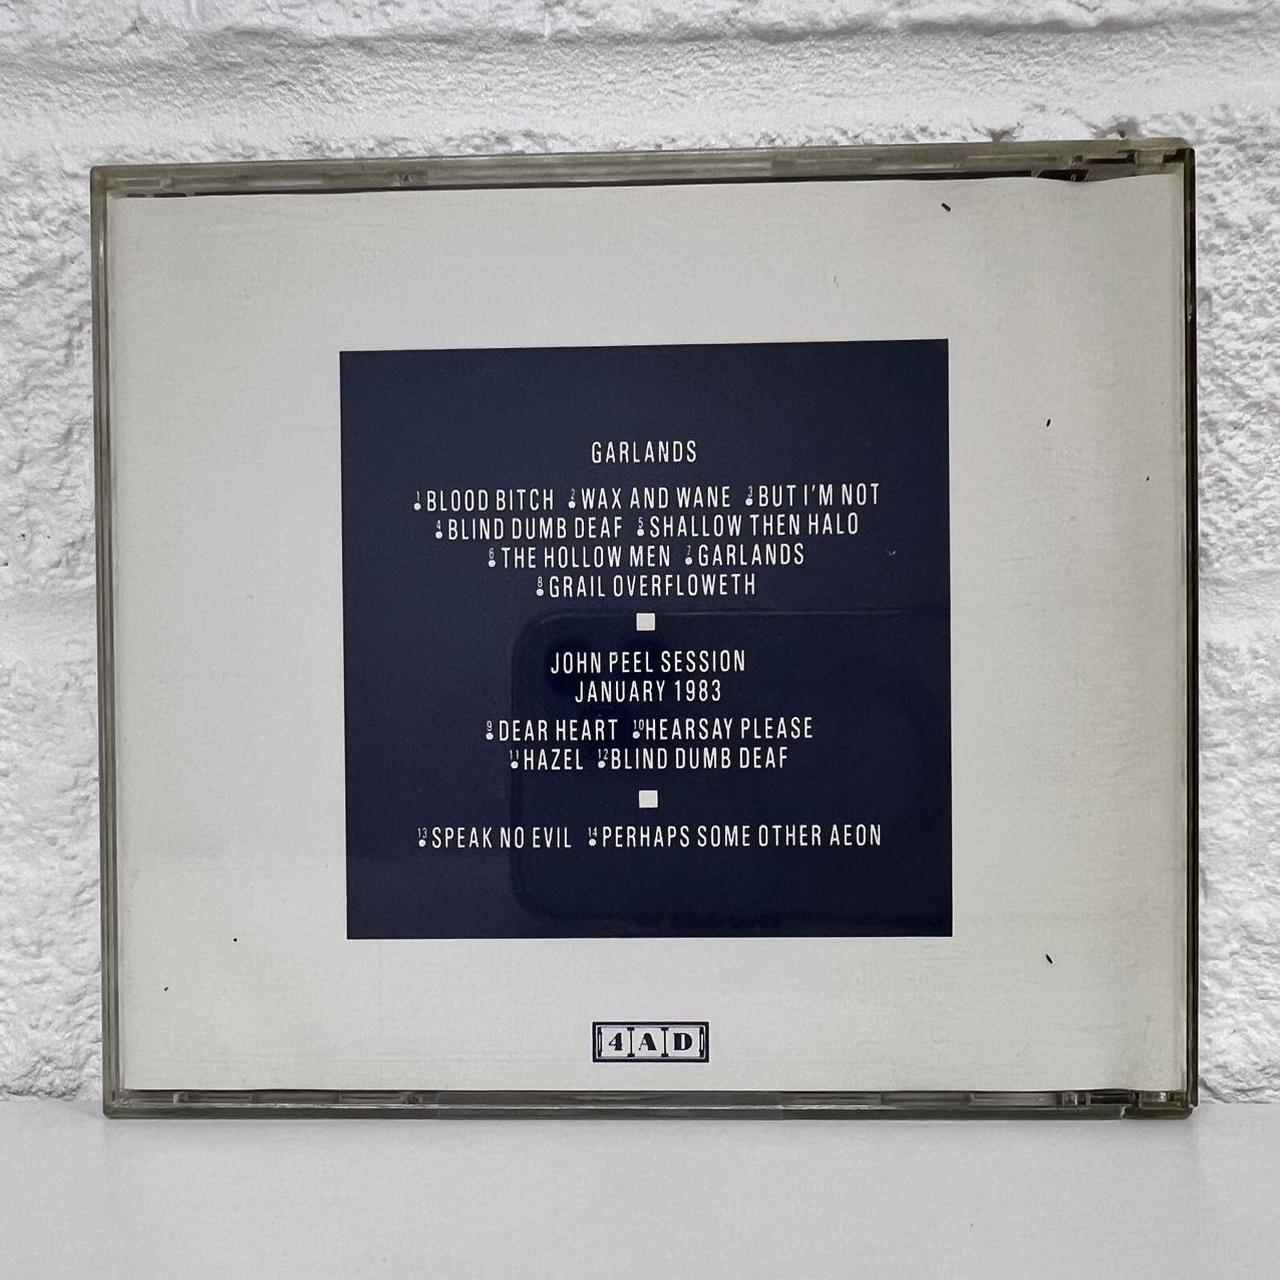 GARLANDS
1 BLOOD BITCH 2 WAX AND WANE 3 BUT I'M NOT
4 BLIND DUMB DEAF 5 SHALLOW THEN HALO
6 THE HOLLOW MEN 7 GARLANDS
8 GRAIL OVERFLOWETH
JOHN PEEL SESSION
JANUARY 1983
9 DEAR HEART 10 HEARSAY PLEASE
11 HAZEL 12 BLIND DUMB DEAF
13 SPEAK NO EVIL 14 PERHAPS SOME OTHER AEON
4AD